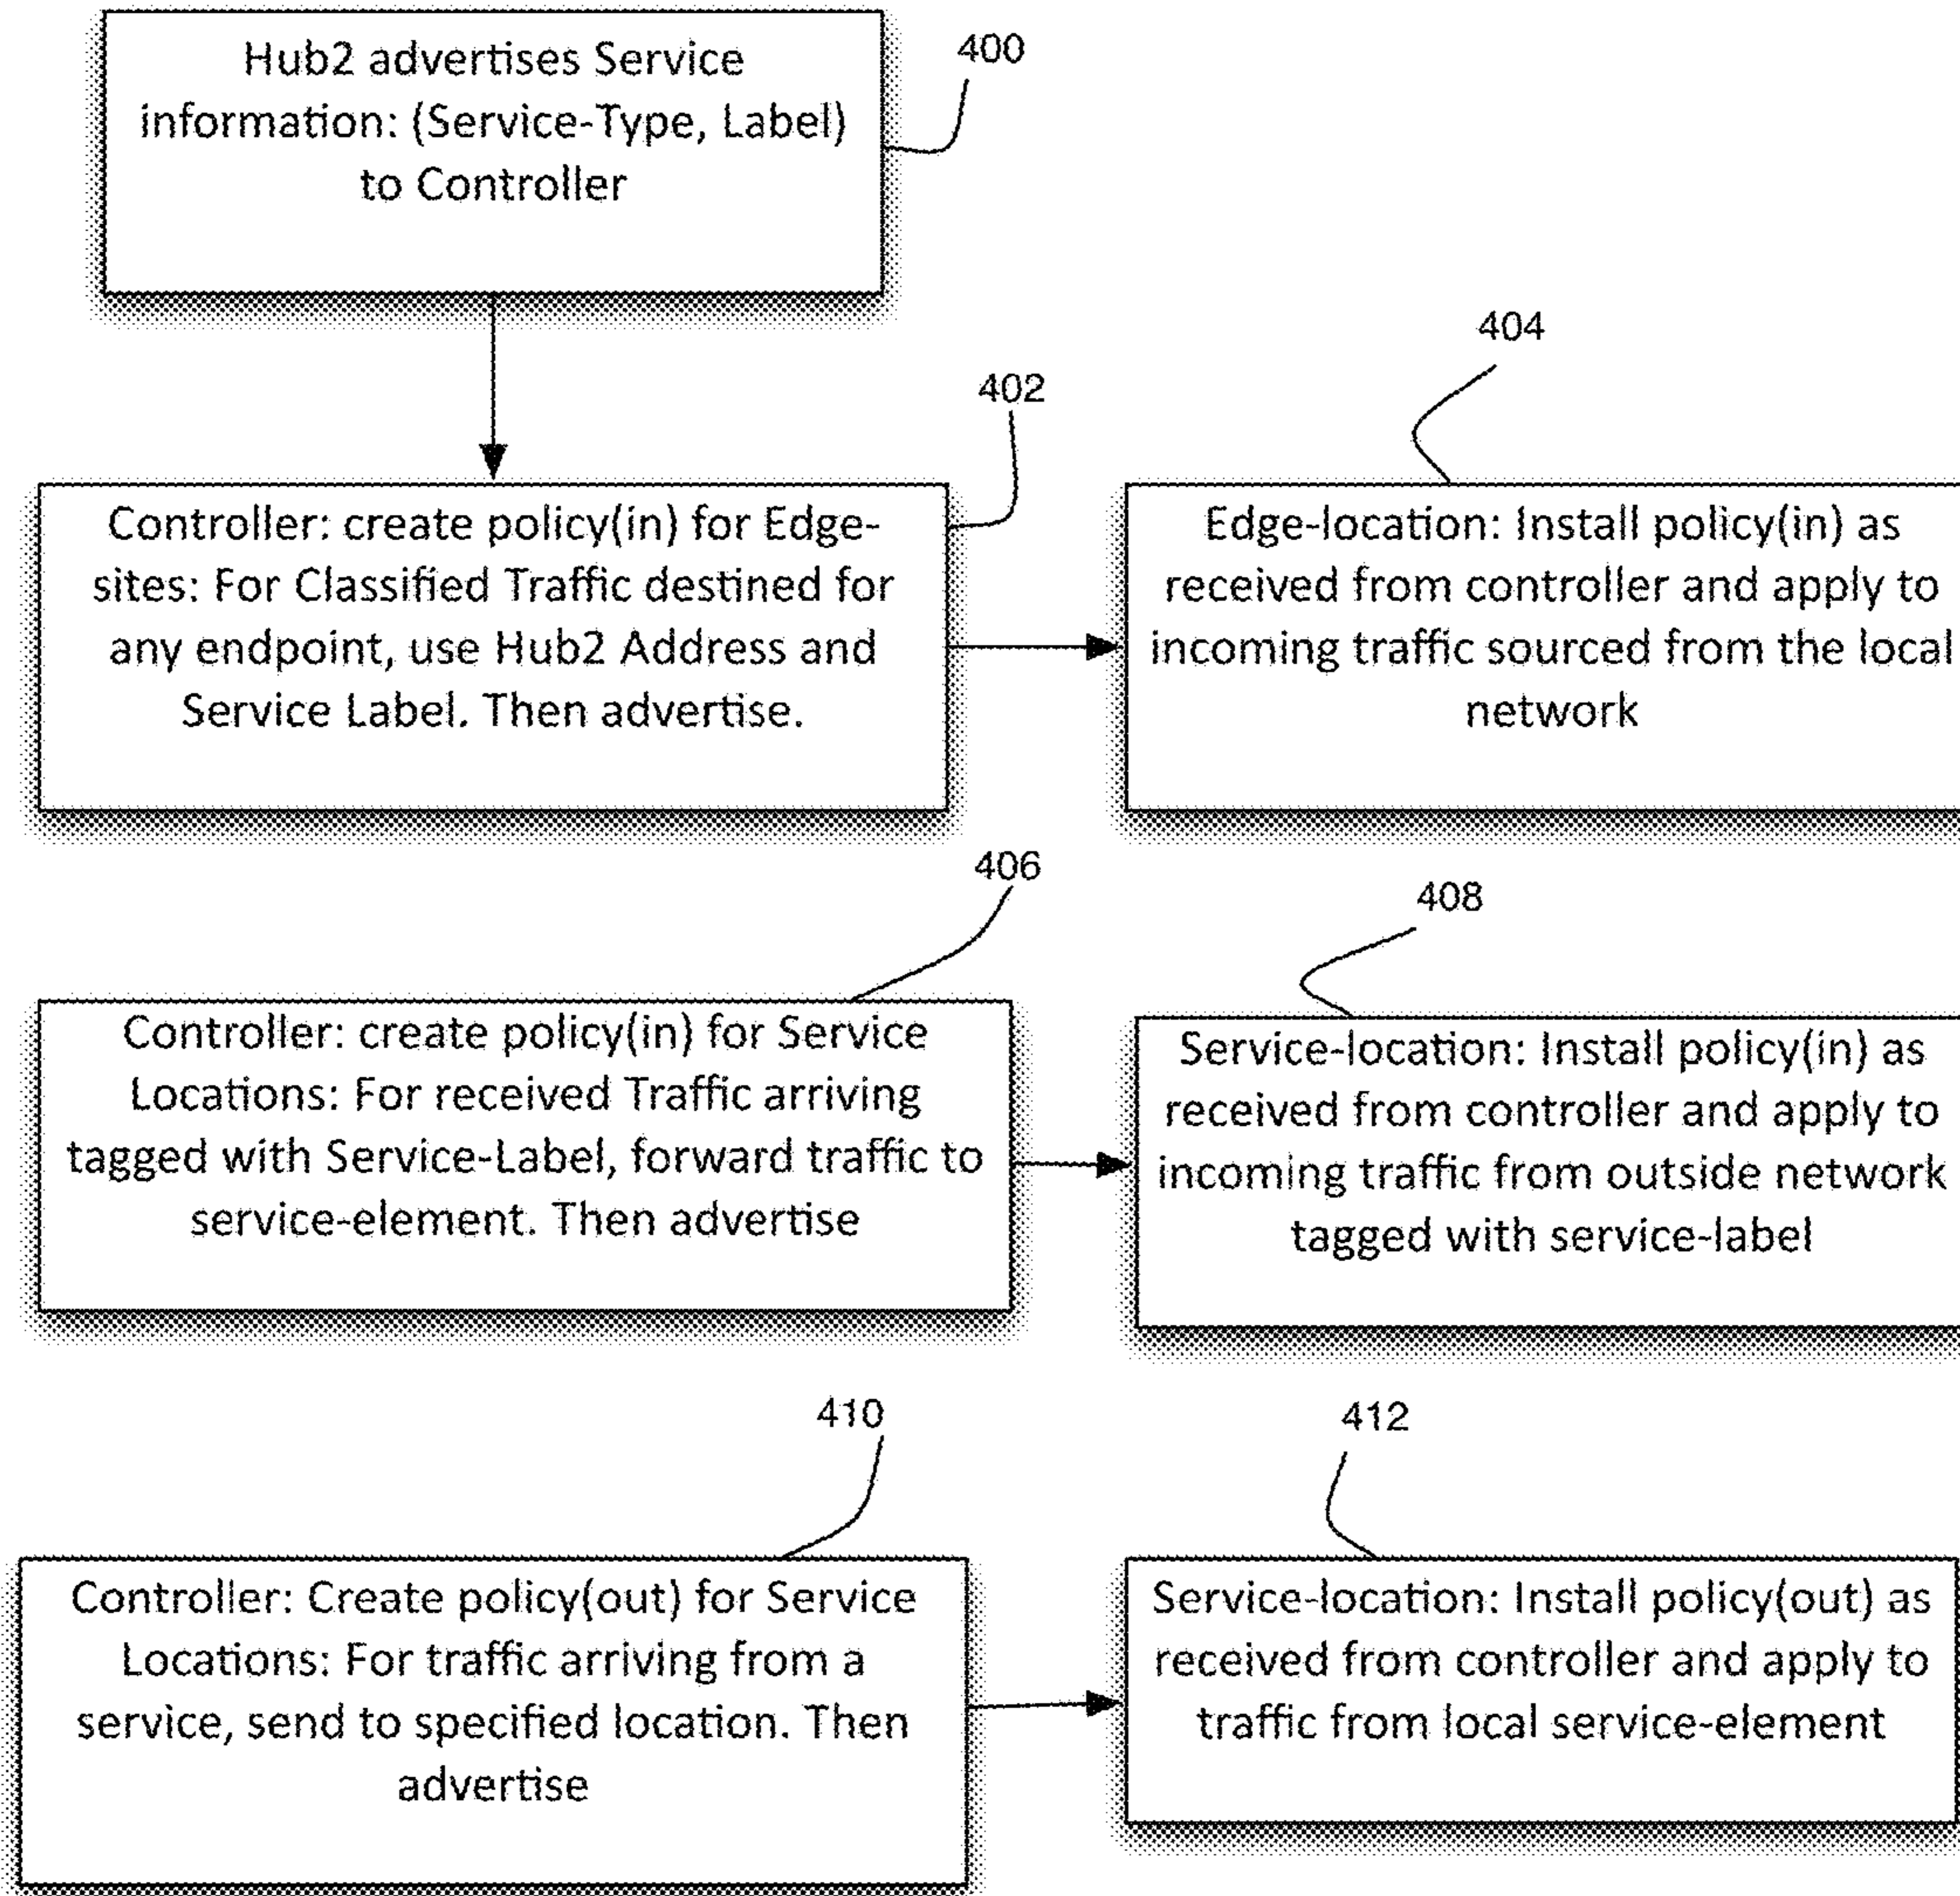 Hub2 advertises Service
information: (Service-Type, Label)
to Controller
400
402
Controller: create policy(in) for Edge-
sites: For Classified Traffic destined for
any endpoint, use Hub2 Address and
Service Label. Then advertise.
404
Edge-location: Install policy(in) as
received from controller and apply to
incoming traffic sourced from the local
network
406
Controller: create policy(in) for Service
Locations: For received Traffic arriving
tagged with Service-Label, forward traffic to
service-element. Then advertise
408
Service-location: Install policy(in) as
received from controller and apply to
incoming traffic from outside network
tagged with service-label
410
Controller: Create policy(out) for Service
Locations: For traffic arriving from a
service, send to specified location. Then
advertise
412
Service-location: Install policy(out) as
received from controller and apply to
traffic from local service-element